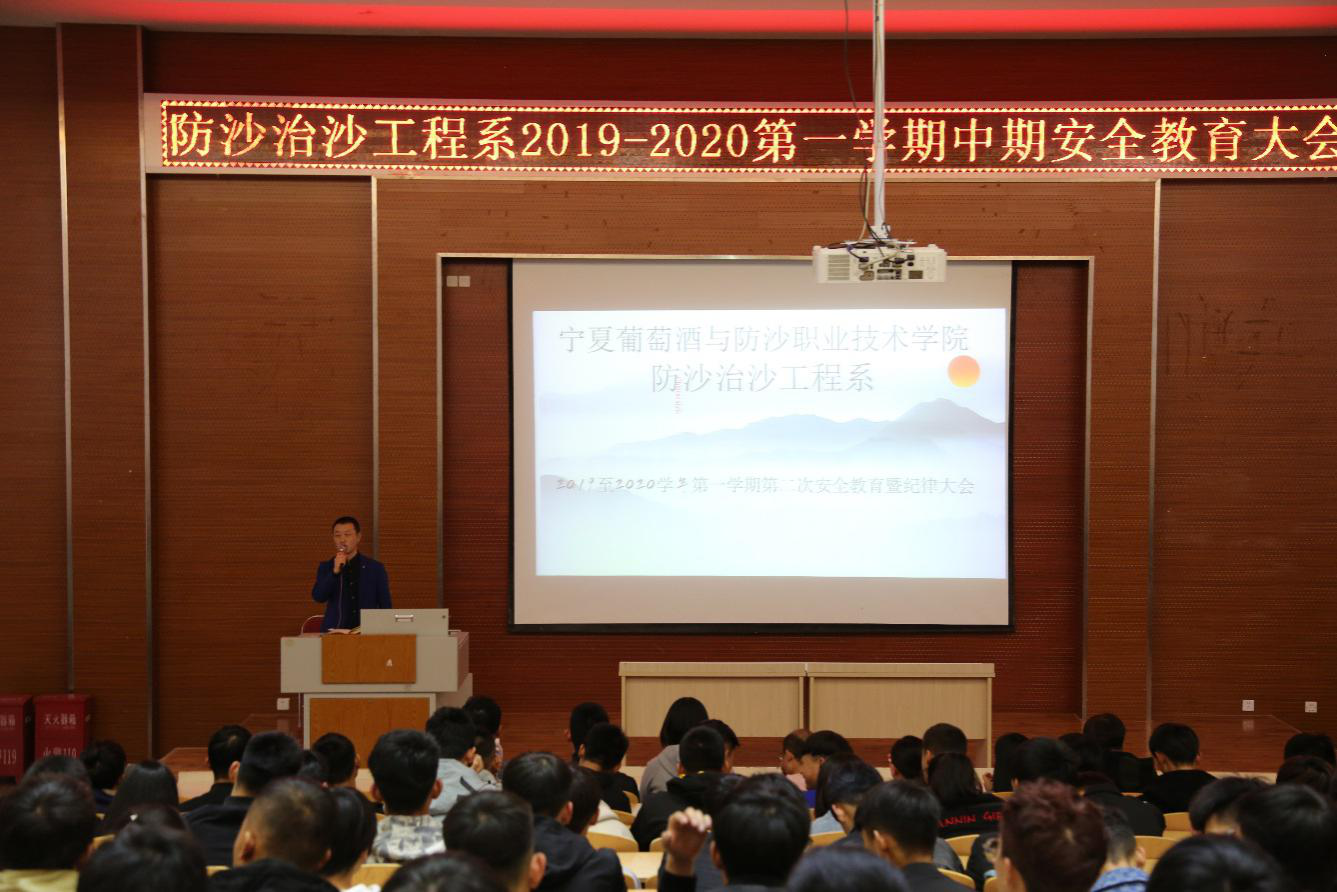 防沙治沙工程系2019-2020第一学期中期安全教育大会
宁夏葡萄酒与防沙职业技术学院
防沙治沙工程系
2019至2020学年第一学期第二次安全教育暨纪律大会
灭火器箱
火警119
119
ANNIN GIR